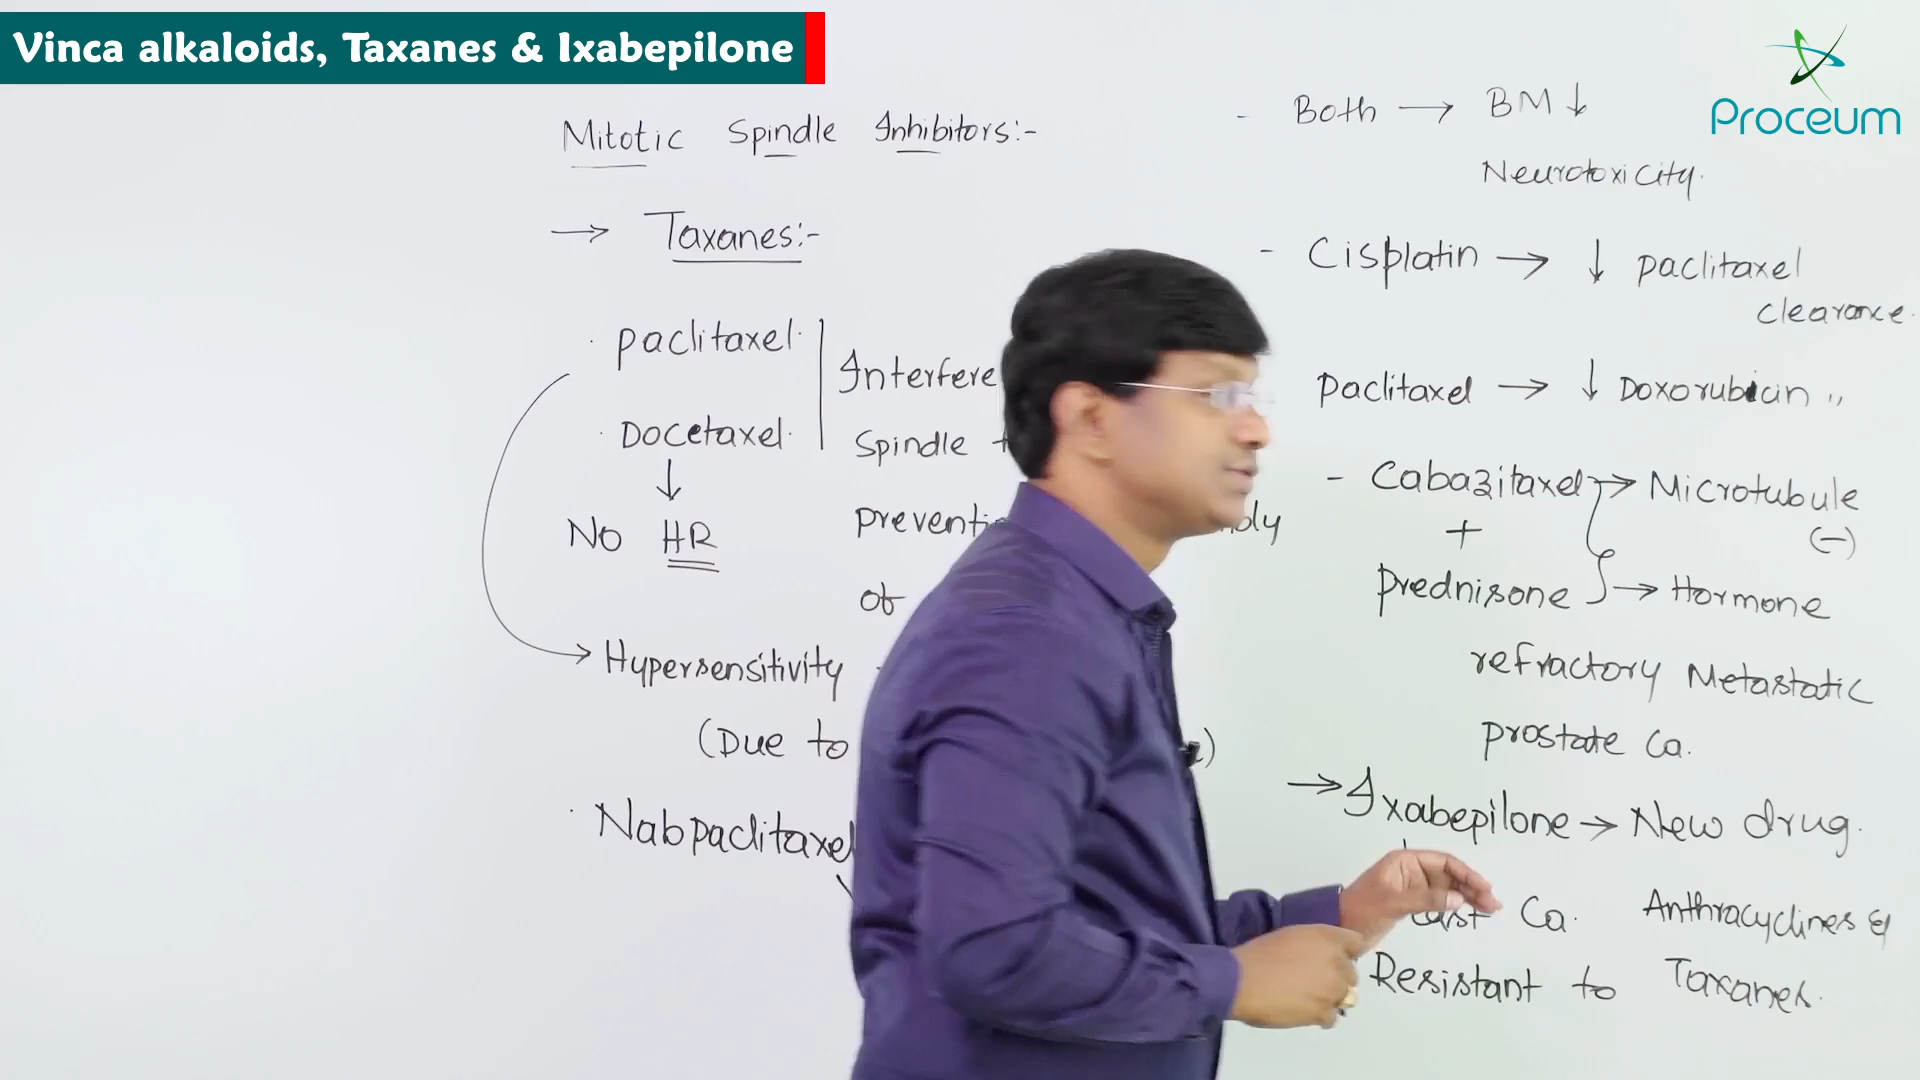 Vinca alkaloids, Taxanes & Ixabepilone
Proceum
Mitotic Spindle Inhibitors:-
→ Taxanes:-
· Paclitaxel ·
· Docetaxel ·
↓
No HR
Interfere
Spindle
of
→ Hypersensitivity
(Due to
· Nabpaclitaxel
- Both → BM ↓
Neurotoxicity.
- Cisplatin → ↓ Paclitaxel
clearance.
Paclitaxel → ↓ Doxorubicin ,,
- Cabazitaxel → Microtubule
+ (-)
Prednisone → Hormone
refractory Metastatic
prostate Ca.
→ Ixabepilone → New drug.
Ca. Anthracyclines &
Resistant to Taxanes.